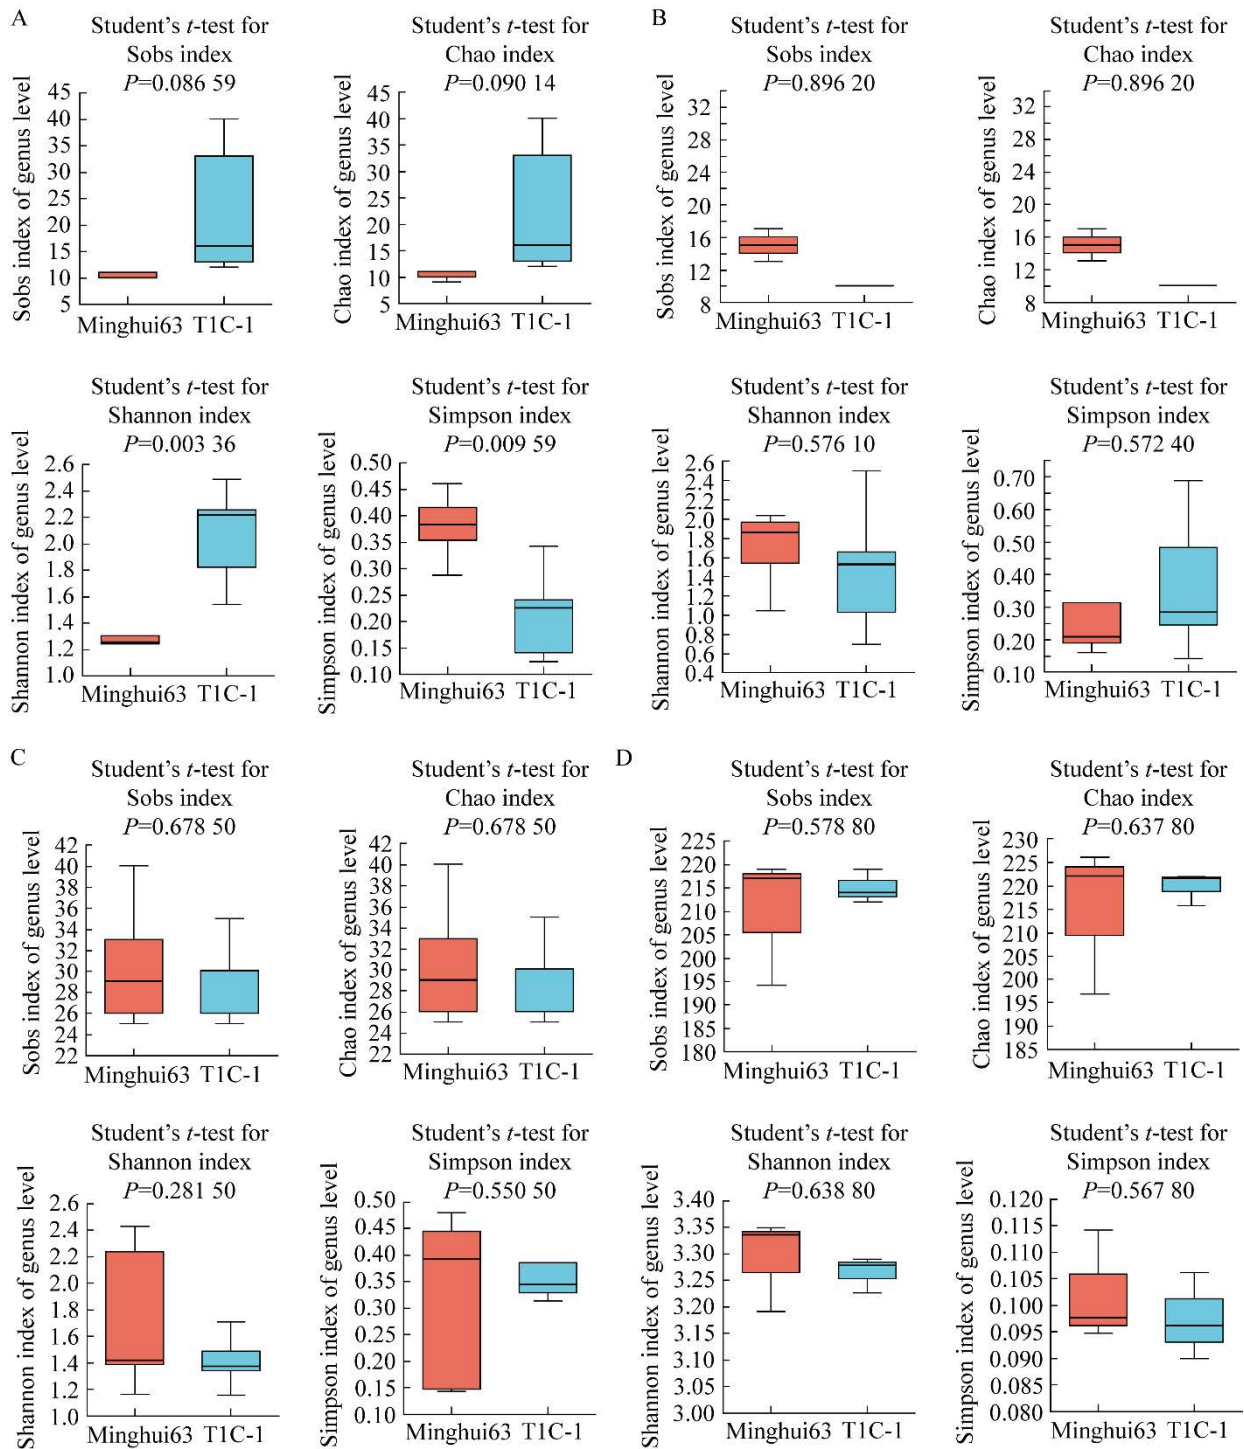 A
Student's t-test for
Sobs index
P=0.086 59
Sobs index of genus level
45
40
35
30
25
20
15
10
5
Minghui63 T1C-1
Student's t-test for
Chao index
P=0.090 14
Chao index of genus level
45
40
35
30
25
20
15
10
5
Minghui63 T1C-1
Student's t-test for
Shannon index
P=0.003 36
Shannon index of genus level
2.6
2.4
2.2
2.0
1.8
1.6
1.4
1.2
1.0
Minghui63 T1C-1
Student's t-test for
Simpson index
P=0.009 59
Simpson index of genus level
0.50
0.45
0.40
0.35
0.30
0.25
0.20
0.15
0.10
Minghui63 T1C-1
B
Student's t-test for
Sobs index
P=0.896 20
Sobs index of genus level
32
28
24
22
16
12
8
Minghui63 T1C-1
Student's t-test for
Chao index
P=0.896 20
Chao index of genus level
32
28
24
22
16
12
8
Minghui63 T1C-1
Student's t-test for
Shannon index
P=0.576 10
Shannon index of genus level
2.6
2.4
2.2
2.0
1.8
1.6
1.4
1.2
1.0
0.8
0.6
0.4
Minghui63 T1C-1
Student's t-test for
Simpson index
P=0.572 40
Simpson index of genus level
0.70
0.60
0.50
0.40
0.30
0.20
0.10
Minghui63 T1C-1
C
Student's t-test for
Sobs index
P=0.678 50
Sobs index of genus level
42
40
38
36
34
32
30
28
26
24
22
Minghui63 T1C-1
Student's t-test for
Chao index
P=0.678 50
Chao index of genus level
42
40
38
36
34
32
30
28
26
24
22
Minghui63 T1C-1
Student's t-test for
Shannon index
P=0.281 50
Shannon index of genus level
2.6
2.4
2.2
2.0
1.8
1.6
1.4
1.2
1.0
Minghui63 T1C-1
Student's t-test for
Simpson index
P=0.550 50
Simpson index of genus level
0.50
0.45
0.40
0.35
0.30
0.25
0.20
0.15
0.10
Minghui63 T1C-1
D
Student's t-test for
Sobs index
P=0.578 80
Sobs index of genus level
225
220
215
210
205
200
195
190
185
180
Minghui63 T1C-1
Student's t-test for
Chao index
P=0.637 80
Chao index of genus level
230
225
220
215
210
205
200
195
190
185
Minghui63 T1C-1
Student's t-test for
Shannon index
P=0.638 80
Shannon index of genus level
3.40
3.35
3.30
3.25
3.20
3.15
3.10
3.05
3.00
Minghui63 T1C-1
Student's t-test for
Simpson index
P=0.567 80
Simpson index of genus level
0.120
0.115
0.110
0.105
0.100
0.095
0.090
0.085
0.080
Minghui63 T1C-1